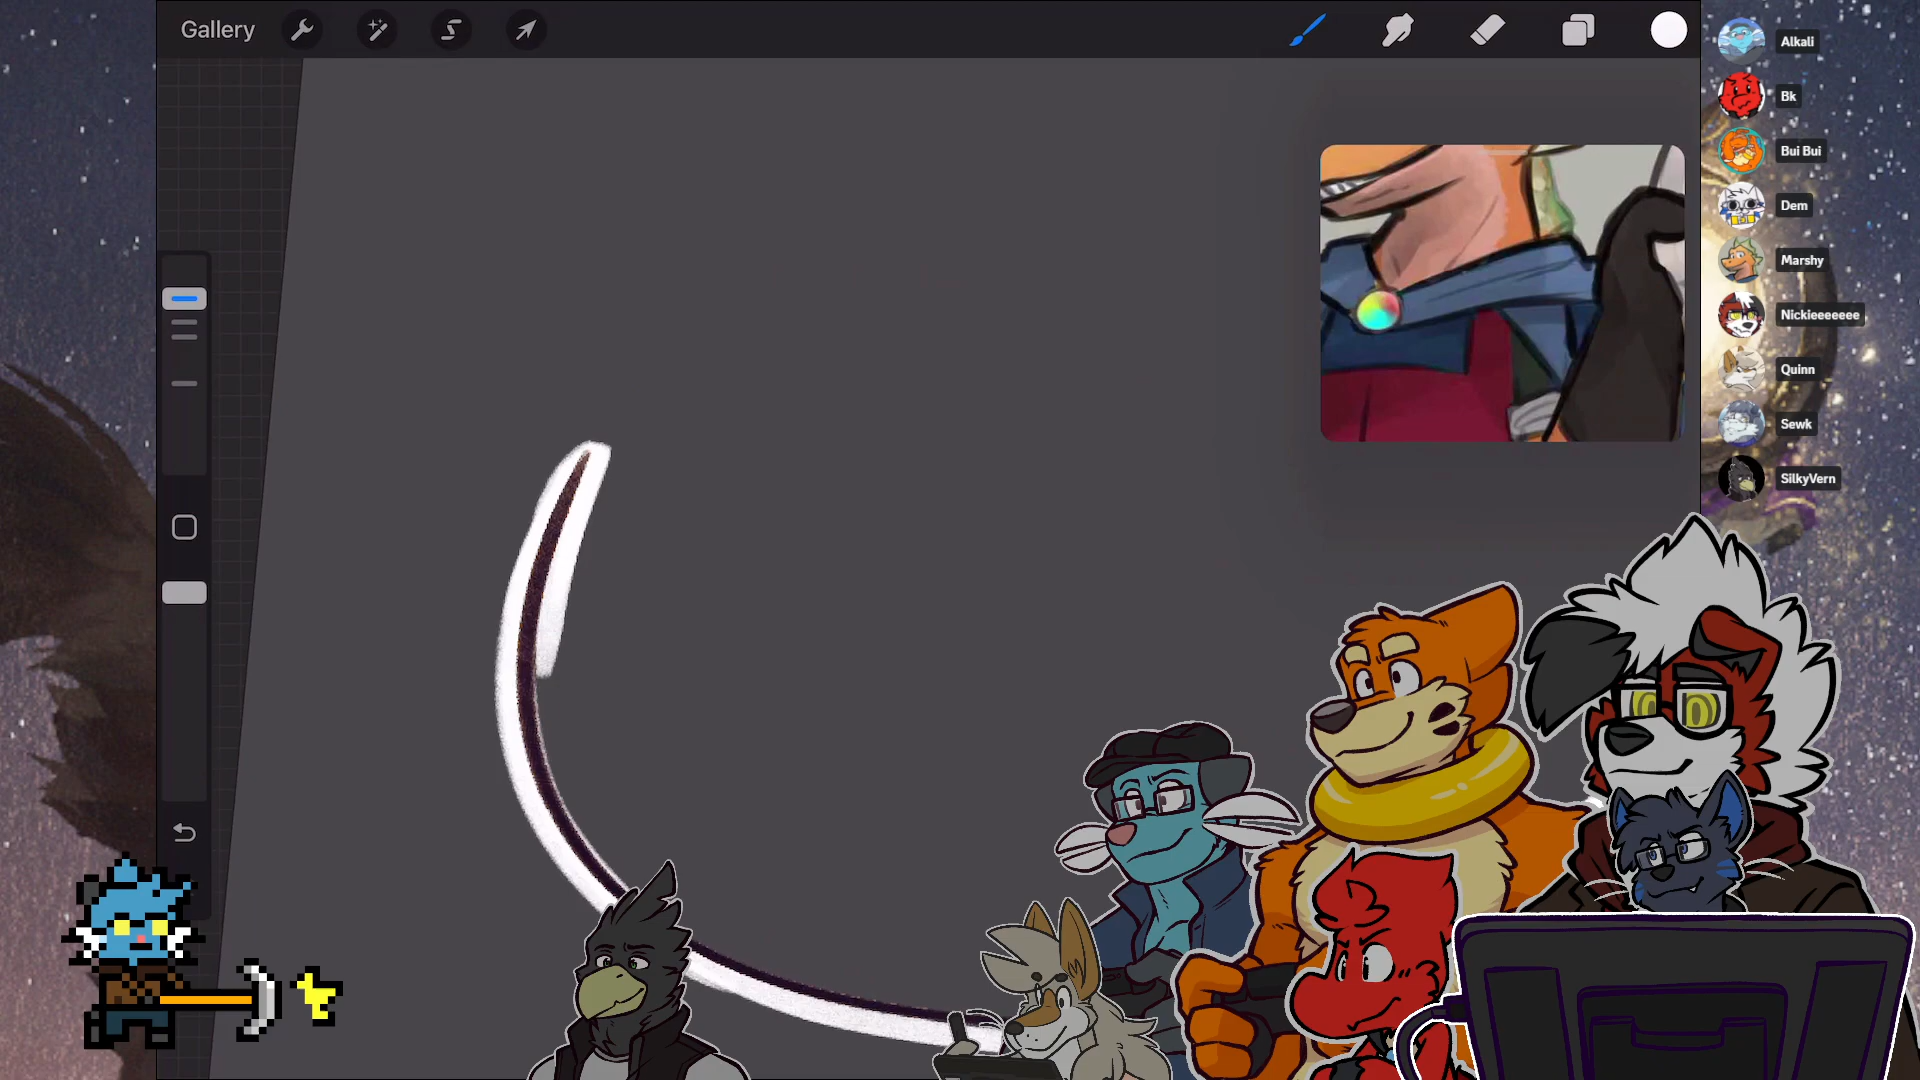 Gallery
Alkali
Bk
Bui Bui
Dem
Marshy
Nickieeeeeee
Quinn
Sewk
SilkyVern